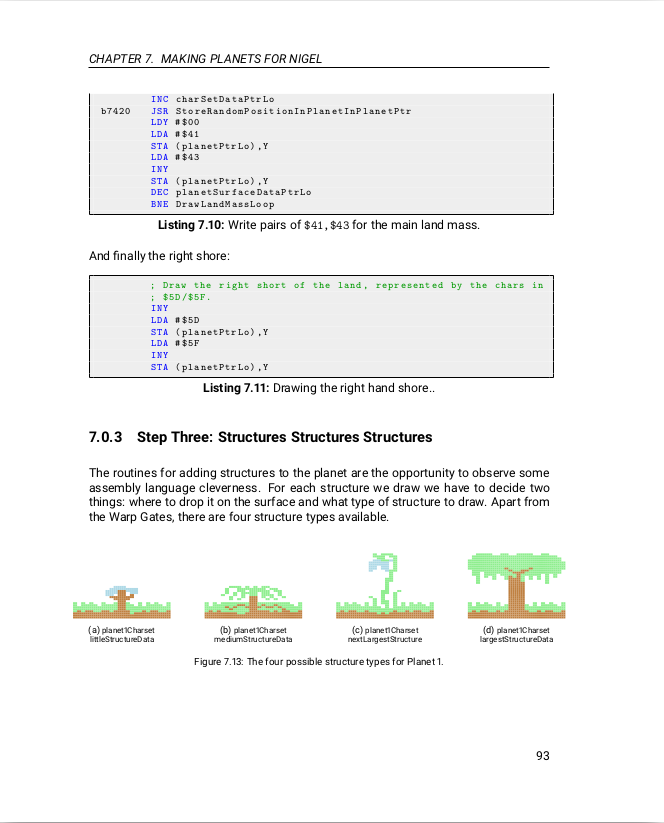 CHAPTER 7. MAKING PLANETS FOR NIGEL
INC charSetDataPtrLo
b7420 JSR StoreRandomPositionInPlanetInPlanetPtr
LDY #$00
LDA #$41
STA (planetPtrLo),Y
LDA #$43
INY
STA (planetPtrLo),Y
DEC planetSurfaceDataPtrLo
BNE DrawLandMassLoop
Listing 7.10: Write pairs of $41,$43 for the main land mass.
And finally the right shore:
; Draw the right short of the land, represented by the chars in
; $5D/$5F.
INY
LDA #$5D
STA (planetPtrLo),Y
LDA #$5F
INY
STA (planetPtrLo),Y
Listing 7.11: Drawing the right hand shore..
7.0.3 Step Three: Structures Structures Structures
The routines for adding structures to the planet are the opportunity to observe some
assembly language cleverness. For each structure we draw we have to decide two
things: where to drop it on the surface and what type of structure to draw. Apart from
the Warp Gates, there are four structure types available.
(a) planet1Charset
littleStructureData
(b) planet1Charset
mediumStructureData
(c) planet1Charset
nextLargestStructure
(d) planet1Charset
largestStructureData
Figure 7.13: The four possible structure types for Planet 1.
93